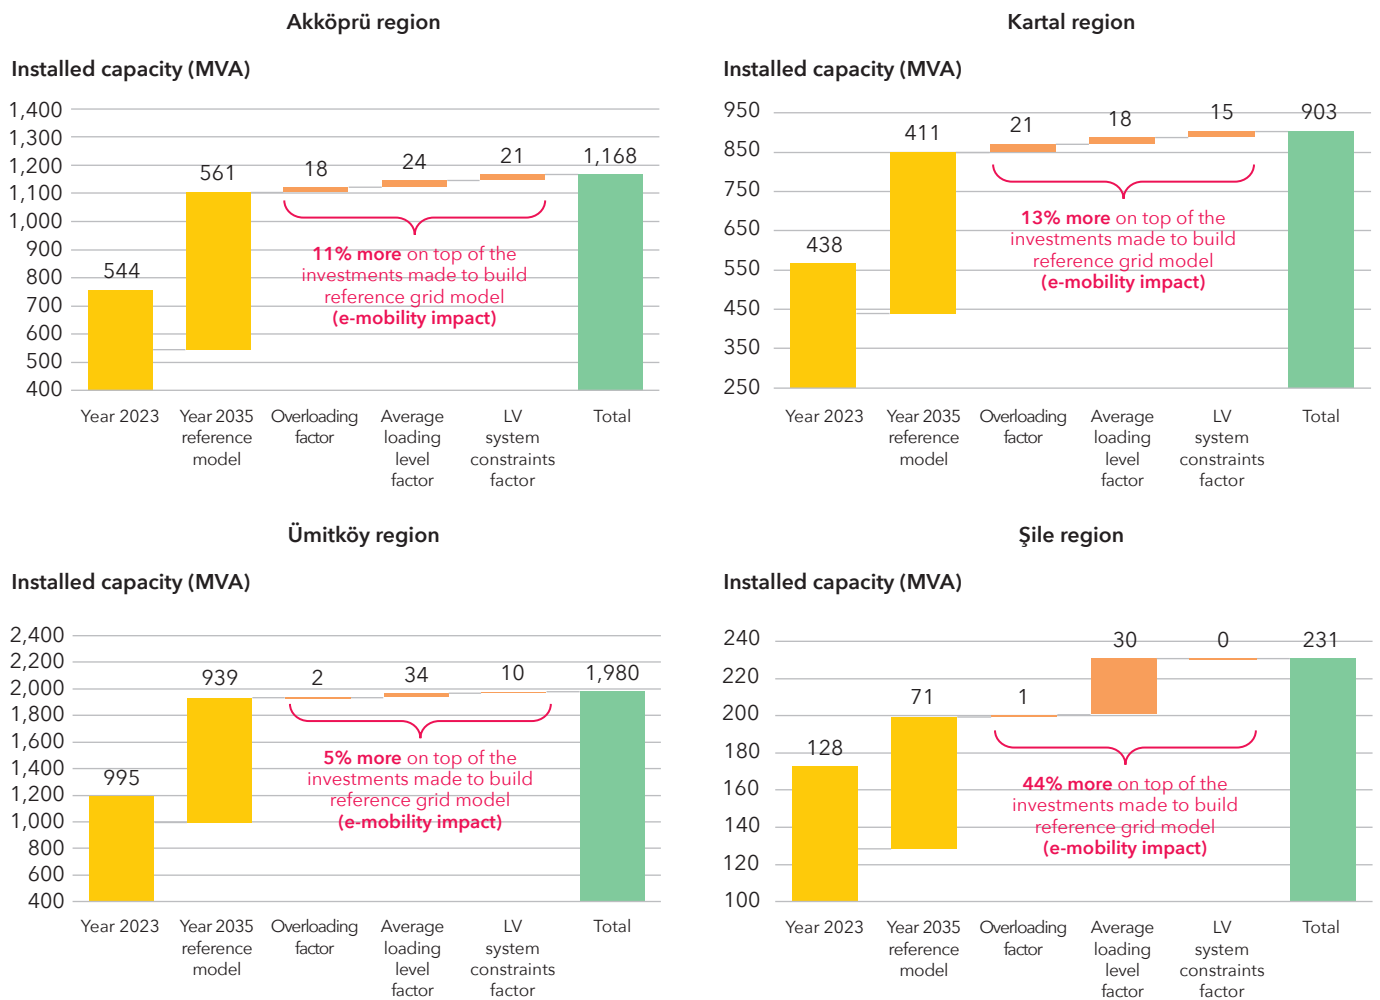 Akköprü region
Installed capacity (MVA)
1,400
1,300
1,200
1,100
1,000
900
800
700
600
500
400
544
561
18
24
21
1,168
11% more on top of the
investments made to build
reference grid model
(e-mobility impact)
Year 2023
Year 2035
reference
model
Overloading
factor
Average
loading
level
factor
LV
system
constraints
factor
Total
Kartal region
Installed capacity (MVA)
950
850
750
650
550
450
350
250
438
411
21
18
15
903
13% more on top of the
investments made to build
reference grid model
(e-mobility impact)
Year 2023
Year 2035
reference
model
Overloading
factor
Average
loading
level
factor
LV
system
constraints
factor
Total
Ümitköy region
Installed capacity (MVA)
2,400
2,200
2,000
1,800
1,600
1,400
1,200
1,000
800
600
400
995
939
2
34
10
1,980
5% more on top of the
investments made to build
reference grid model
(e-mobility impact)
Year 2023
Year 2035
reference
model
Overloading
factor
Average
loading
level
factor
LV
system
constraints
factor
Total
Şile region
Installed capacity (MVA)
240
220
200
180
160
140
120
100
128
71
1
30
0
231
44% more on top of the
investments made to build
reference grid model
(e-mobility impact)
Year 2023
Year 2035
reference
model
Overloading
factor
Average
loading
level
factor
LV
system
constraints
factor
Total